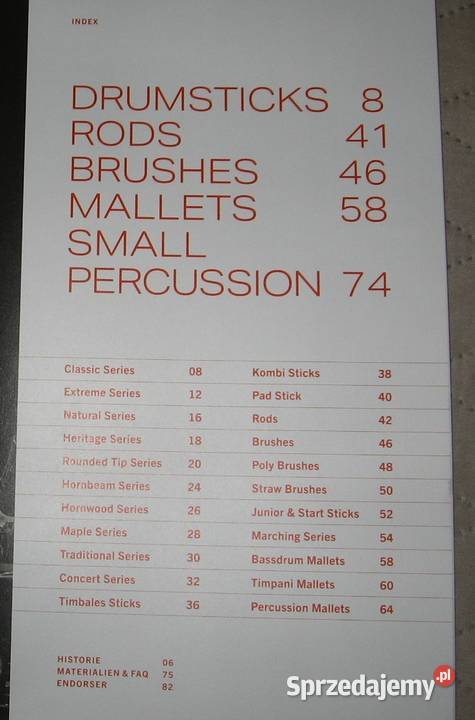 INDEX
DRUMSTICKS 8
RODS 41
BRUSHES 46
MALLETS 58
SMALL
PERCUSSION 74
Classic Series 08
Extreme Series 12
Natural Series 16
Heritage Series 18
Rounded Tip Series 20
Hornbeam Series 24
Hornwood Series 26
Maple Series 28
Traditional Series 30
Concert Series 32
Timbales Sticks 36
Kombi Sticks 38
Pad Stick 40
Rods 42
Brushes 46
Poly Brushes 48
Straw Brushes 50
Junior & Start Sticks 52
Marching Series 54
Bassdrum Mallets 58
Timpani Mallets 60
Percussion Mallets 64
HISTORIE 06
MATERIALIEN & FAQ 75
ENDORSER 82
Sprzedajemy.pl